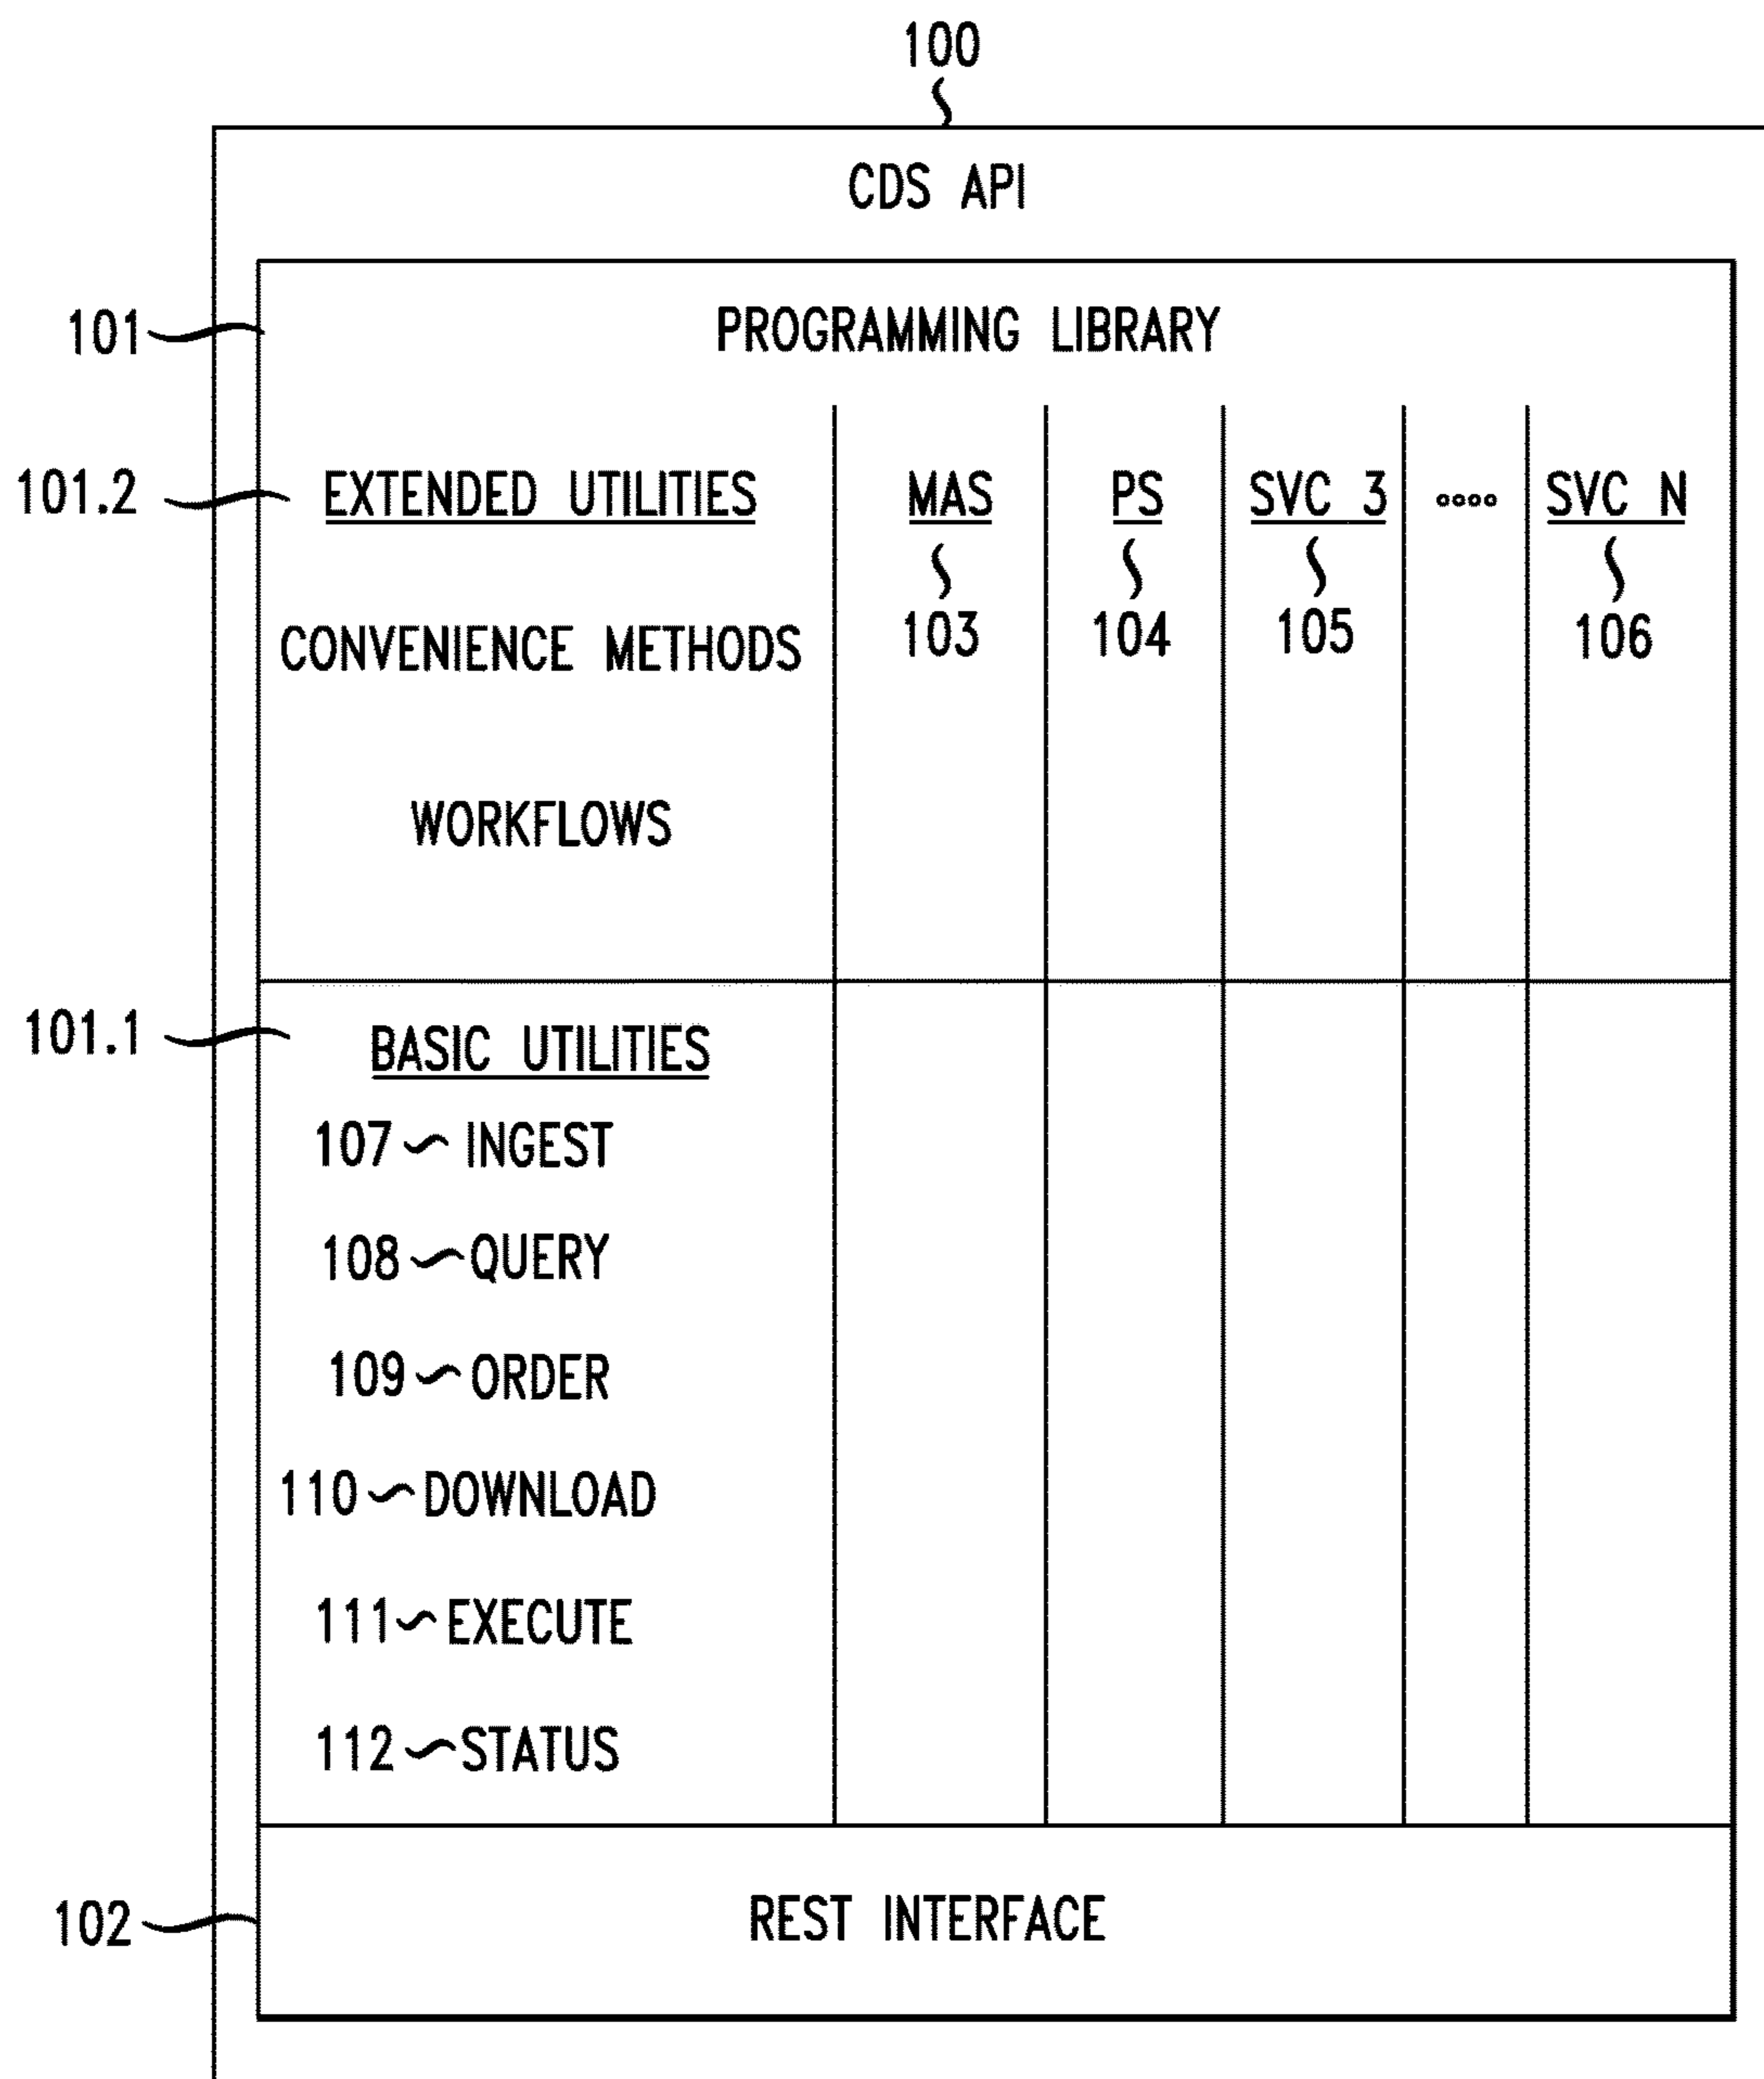 100
CDS API
101 PROGRAMMING LIBRARY
101.2 EXTENDED UTILITIES MAS PS SVC 3 .... SVC N
103 104 105 106
CONVENIENCE METHODS
WORKFLOWS
101.1 BASIC UTILITIES
107 INGEST
108 QUERY
109 ORDER
110 DOWNLOAD
111 EXECUTE
112 STATUS
102 REST INTERFACE